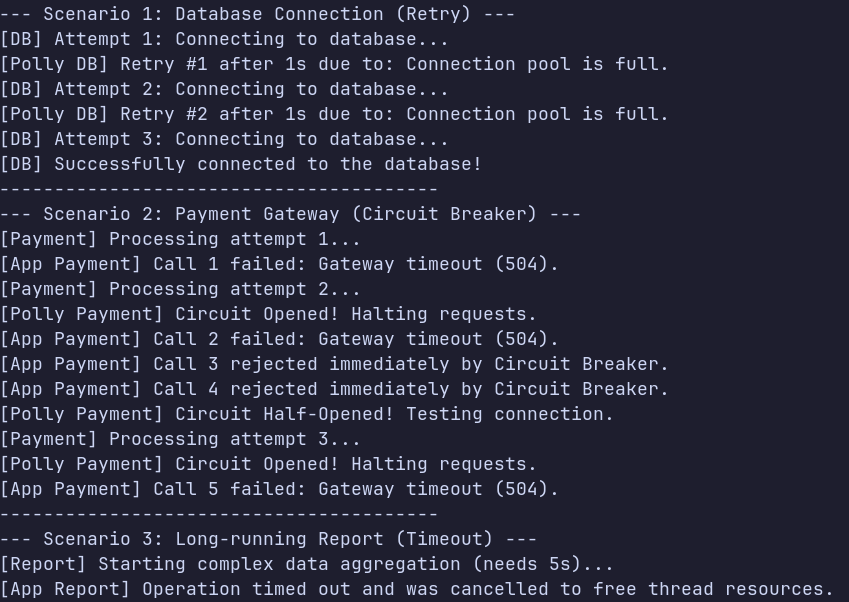 --- Scenario 1: Database Connection (Retry) ---
[DB] Attempt 1: Connecting to database...
[Polly DB] Retry #1 after 1s due to: Connection pool is full.
[DB] Attempt 2: Connecting to database...
[Polly DB] Retry #2 after 1s due to: Connection pool is full.
[DB] Attempt 3: Connecting to database...
[DB] Successfully connected to the database!
----------------------------------------
--- Scenario 2: Payment Gateway (Circuit Breaker) ---
[Payment] Processing attempt 1...
[App Payment] Call 1 failed: Gateway timeout (504).
[Payment] Processing attempt 2...
[Polly Payment] Circuit Opened! Halting requests.
[App Payment] Call 2 failed: Gateway timeout (504).
[App Payment] Call 3 rejected immediately by Circuit Breaker.
[App Payment] Call 4 rejected immediately by Circuit Breaker.
[Polly Payment] Circuit Half-Opened! Testing connection.
[Payment] Processing attempt 3...
[Polly Payment] Circuit Opened! Halting requests.
[App Payment] Call 5 failed: Gateway timeout (504).
----------------------------------------
--- Scenario 3: Long-running Report (Timeout) ---
[Report] Starting complex data aggregation (needs 5s)...
[App Report] Operation timed out and was cancelled to free thread resources.